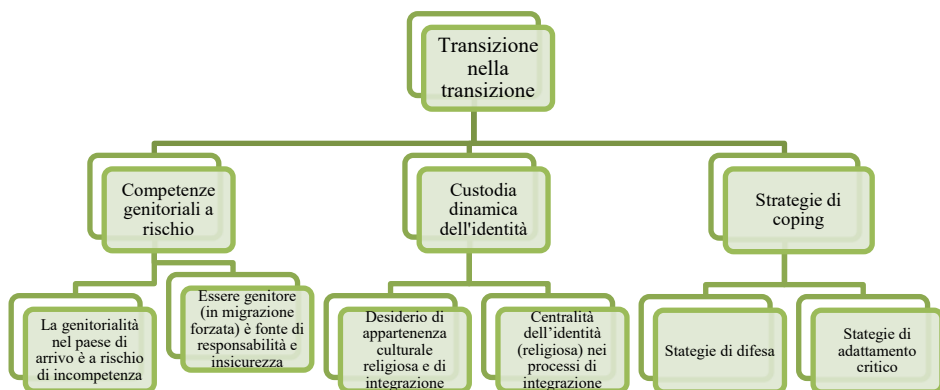 Transizione
nella
transizione
Competenze
genitoriali a
rischio
Custodia
dinamica
dell'identità
Strategie di
coping
La genitorialità
nel paese di
arrivo è a rischio
di incompetenza
Essere genitore
(in migrazione
forzata) è fonte di
responsabilità e
insicurezza
Desiderio di
appartenenza
culturale
religiosa e di
integrazione
Centralità
dell’identità
(religiosa) nei
processi di
integrazione
Stategie di difesa
Stategie di
adattamento
critico